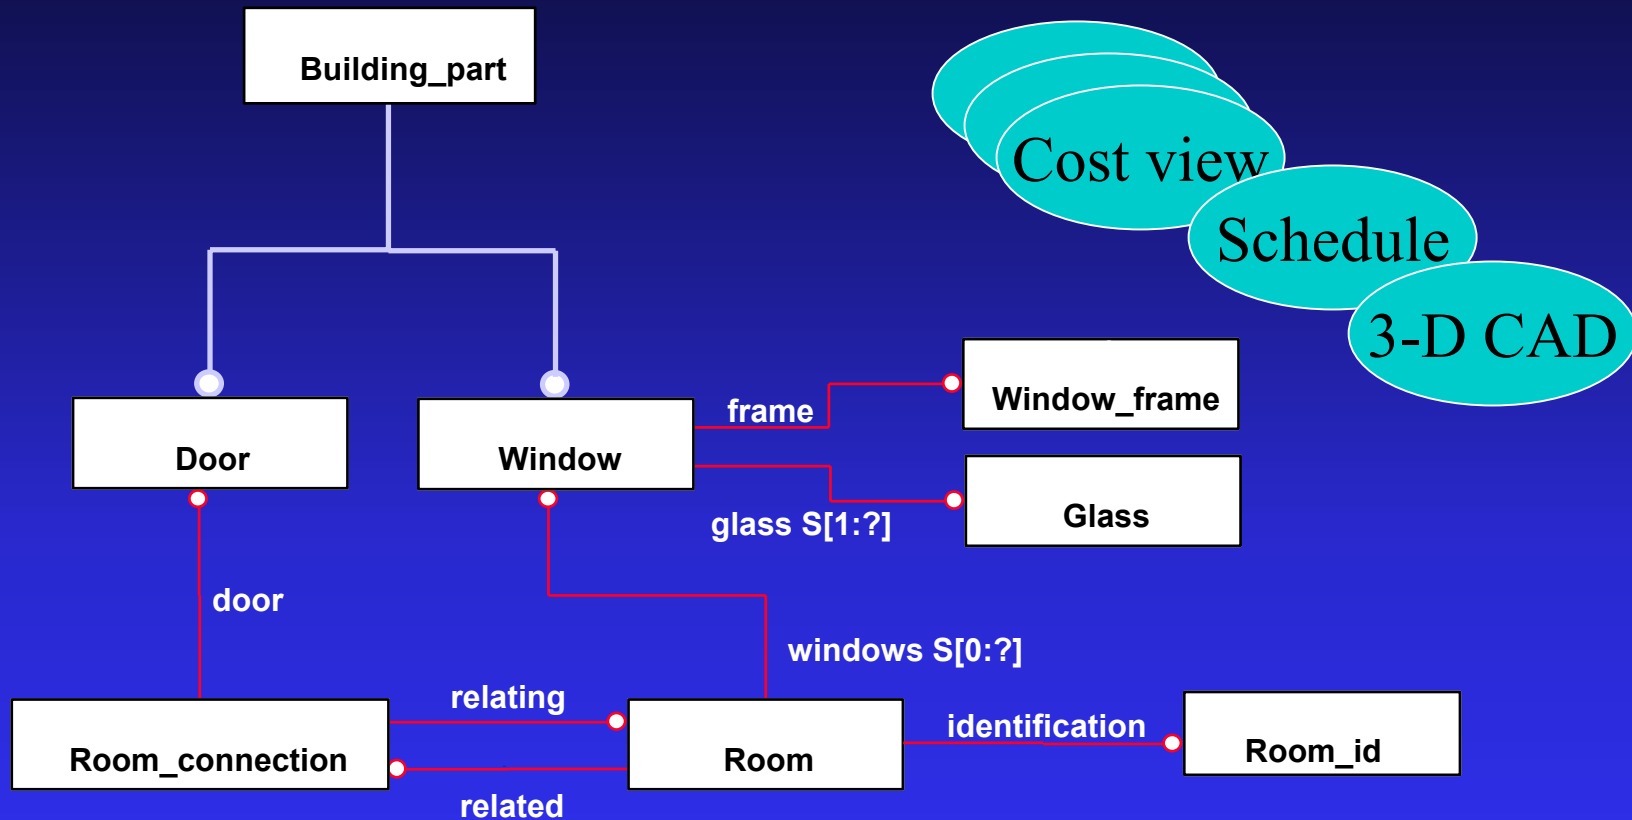 Building_part
Cost view
Schedule
3-D CAD
Window_frame
frame
Door
Window
Glass
glass S[1:?]
door
windows S[0:?]
relating
identification
Room_connection
Room
Room_id
related